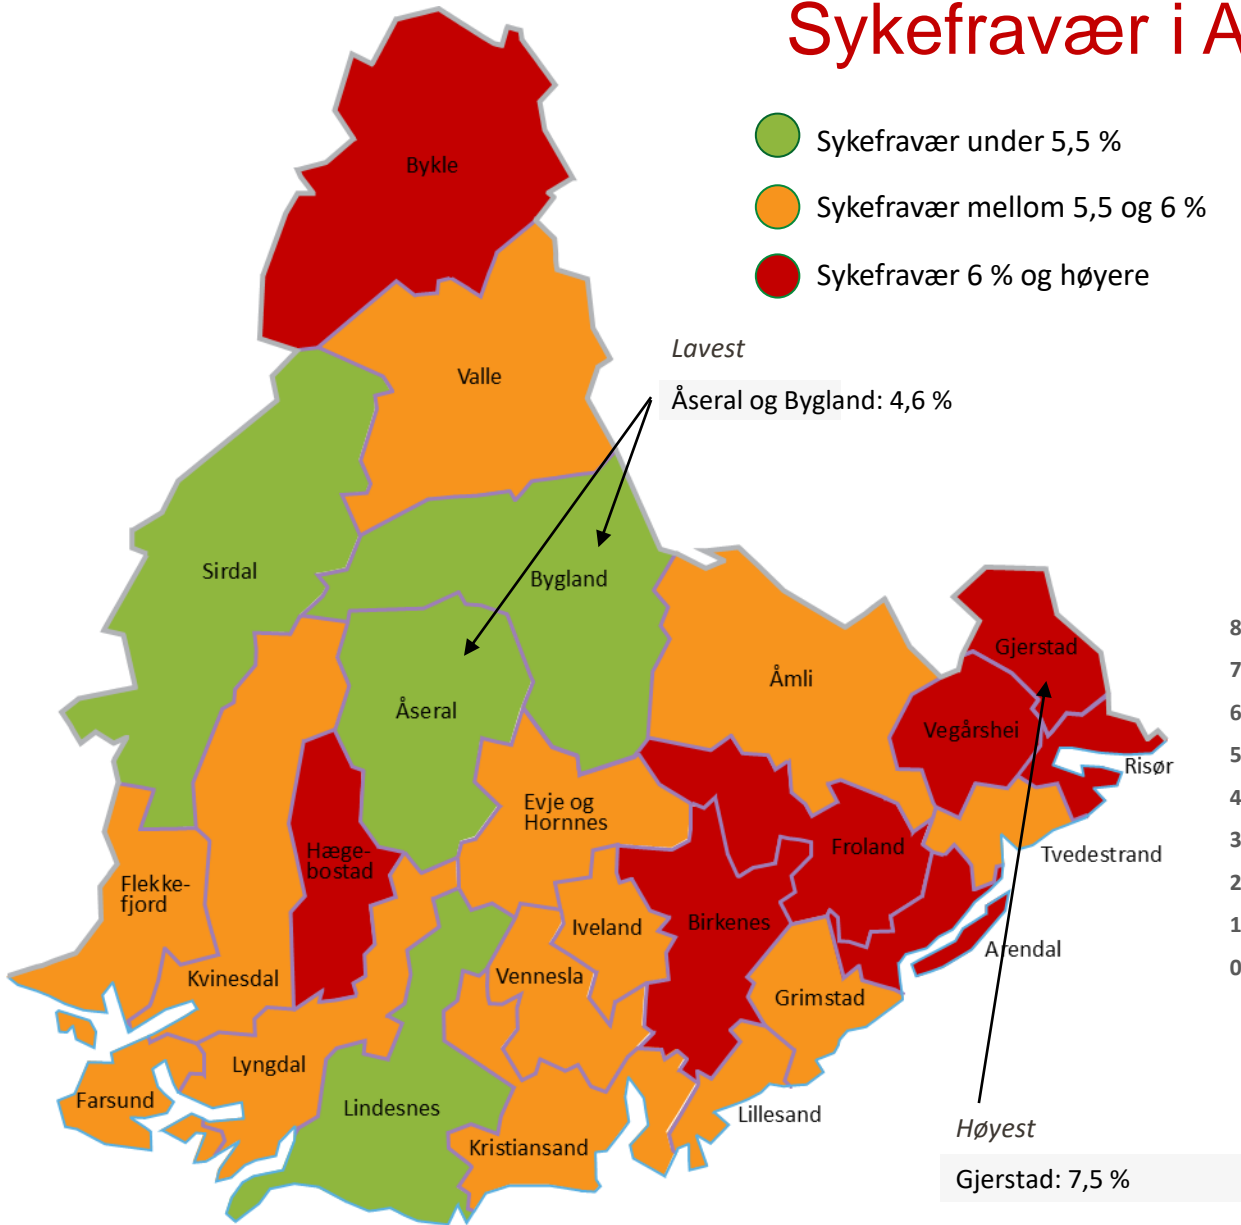 Sykefravær i A
Sykefravær under 5,5 %
Sykefravær mellom 5,5 og 6 %
Sykefravær 6 % og høyere
Bykle
Lavest
Åseral og Bygland: 4,6 %
Valle
Sirdal
Bygland
Gjerstad
Åmli
Åseral
Vegårshei
Risør
Evje og
Hornnes
Froland
Tvedestrand
Hæge-
bostad
Flekke-
fjord
Iveland
Birkenes
Arendal
Vennesla
Kvinesdal
Grimstad
Lyngdal
Farsund
Lindesnes
Lillesand
Kristiansand
Høyest
Gjerstad: 7,5 %
8
7
6
5
4
3
2
1
0